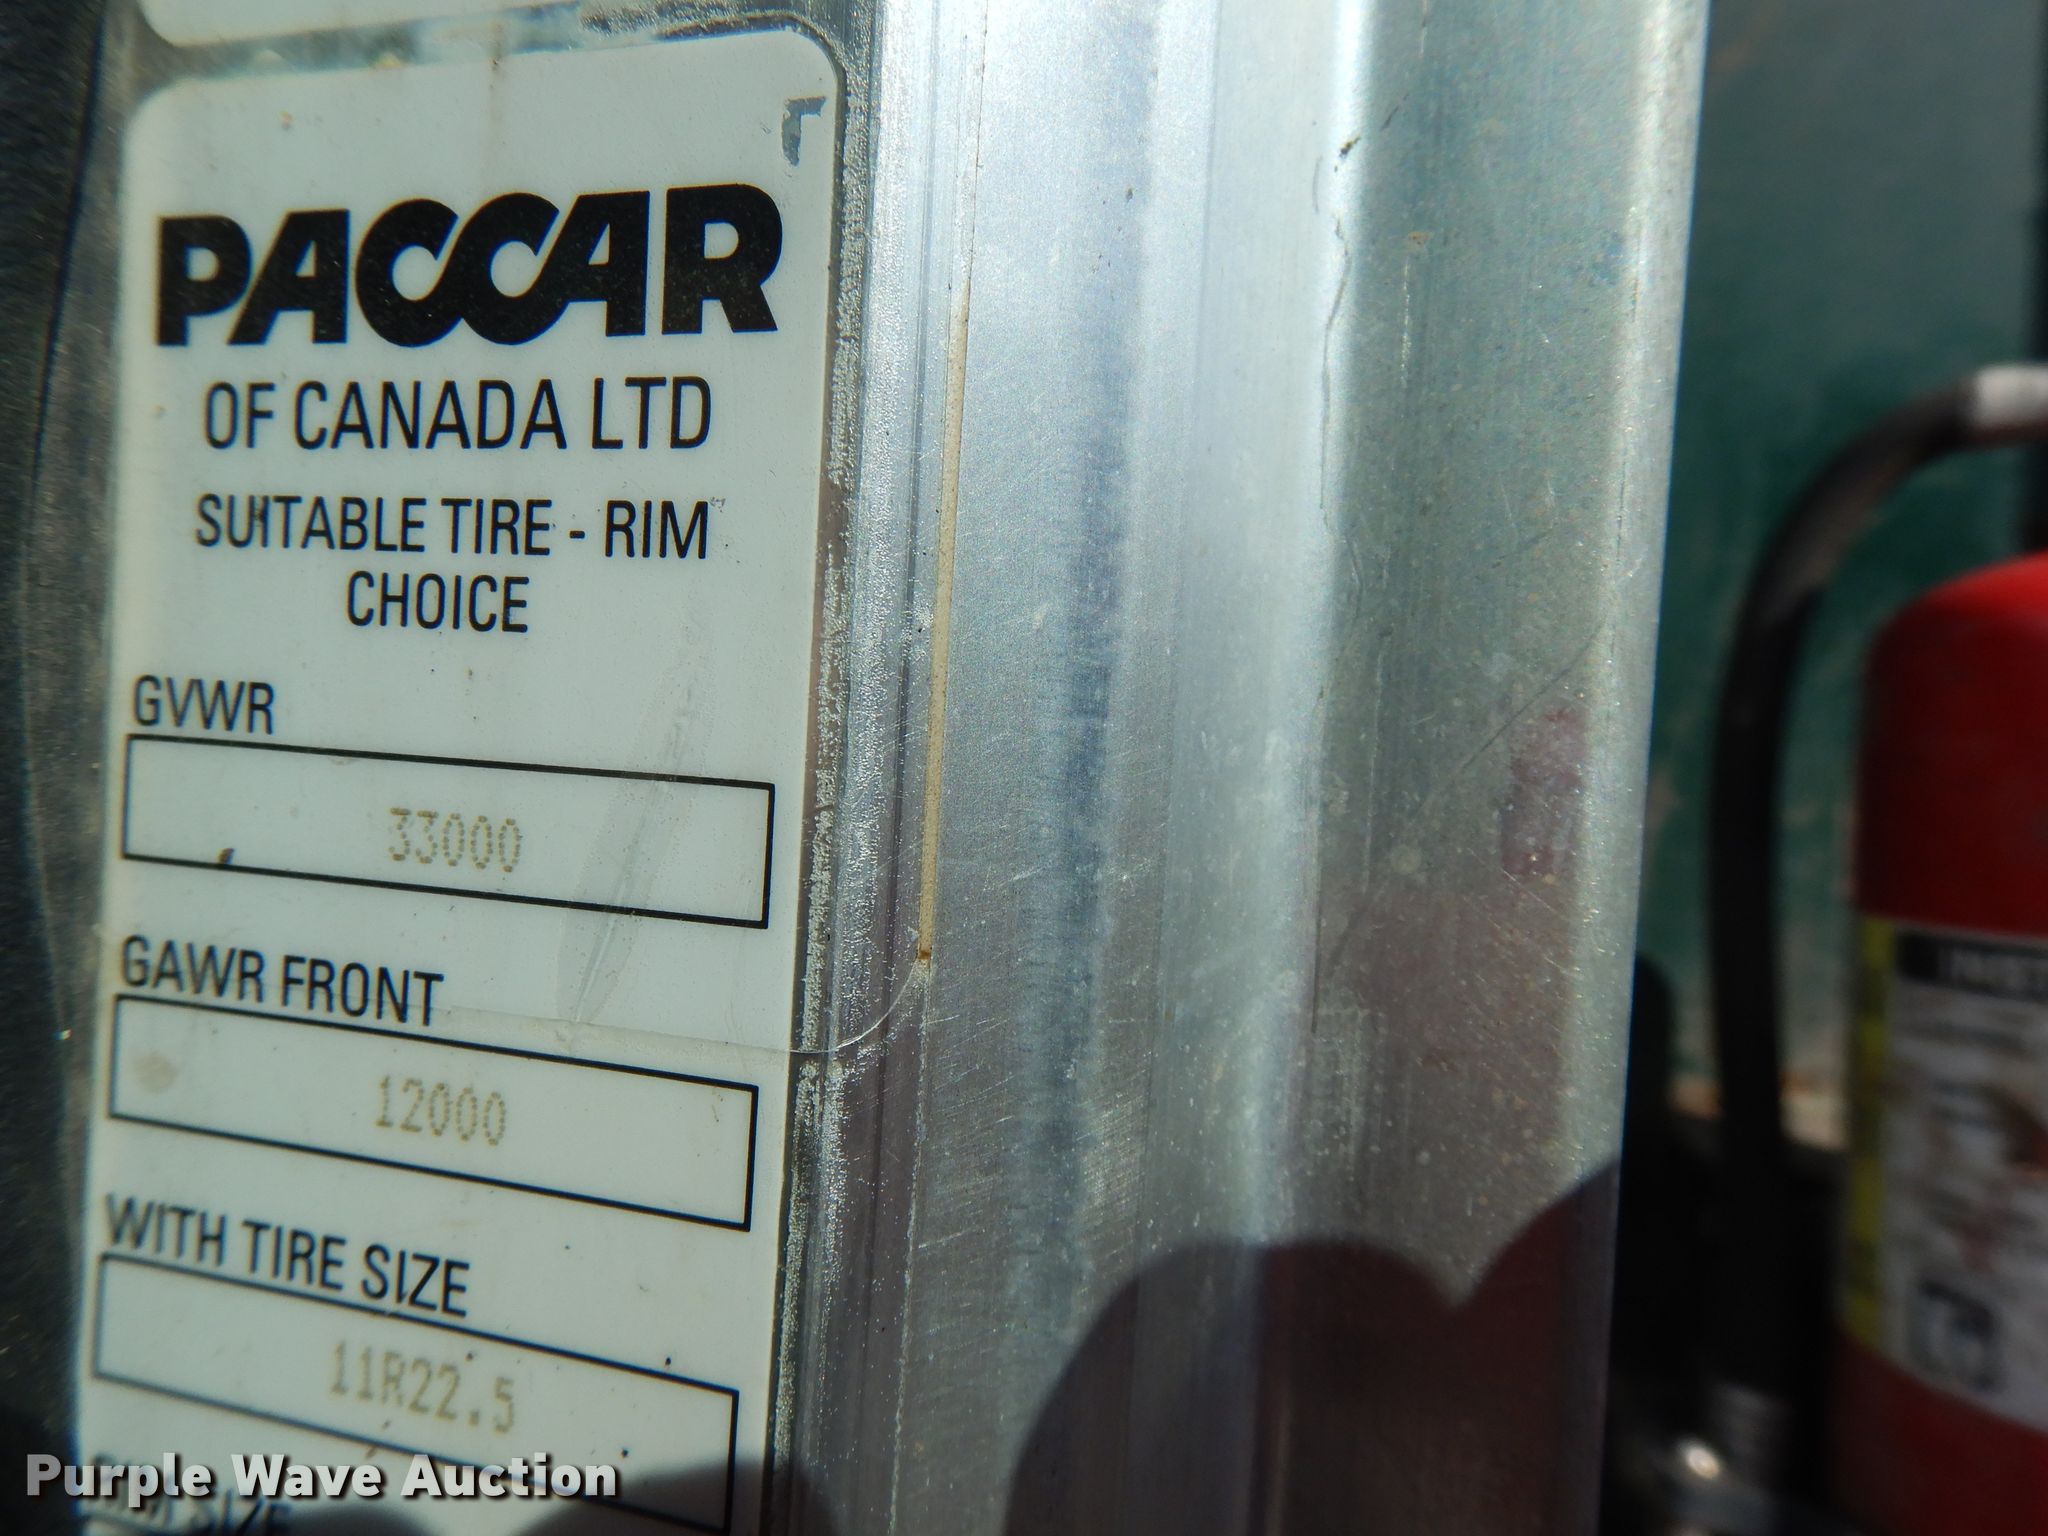 PACCAR
OF CANADA LTD
SUITABLE TIRE - RIM
CHOICE
GVWR
33000
GAWR FRONT
12000
WITH TIRE SIZE
11R22.5
SIZE
Purple Wave Auction